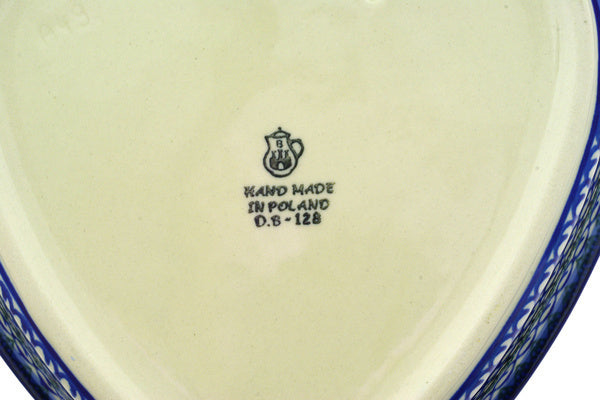 B
HAND MADE
IN POLAND
D.B-128